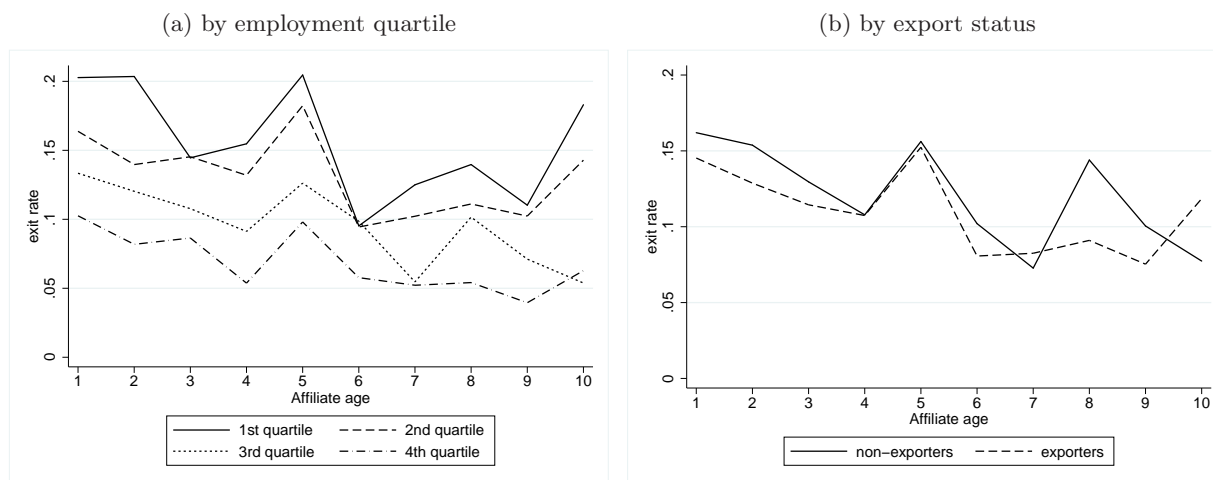 (a) by employment quartile
exit rate
.2
.15
.1
.05
0
1 2 3 4 5 6 7 8 9 10
Affiliate age
1st quartile 2nd quartile
3rd quartile 4th quartile
(b) by export status
exit rate
.2
.15
.1
.05
0
1 2 3 4 5 6 7 8 9 10
Affiliate age
non−exporters exporters